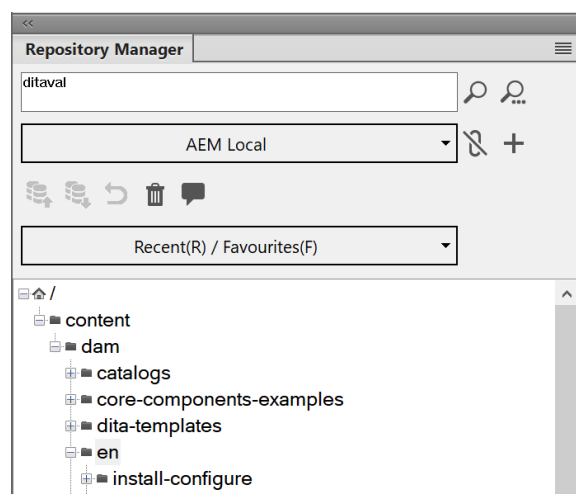 <<
Repository Manager
ditaval
AEM Local
Recent(R) / Favourites(F)
/
content
dam
catalogs
core-components-examples
dita-templates
en
install-configure